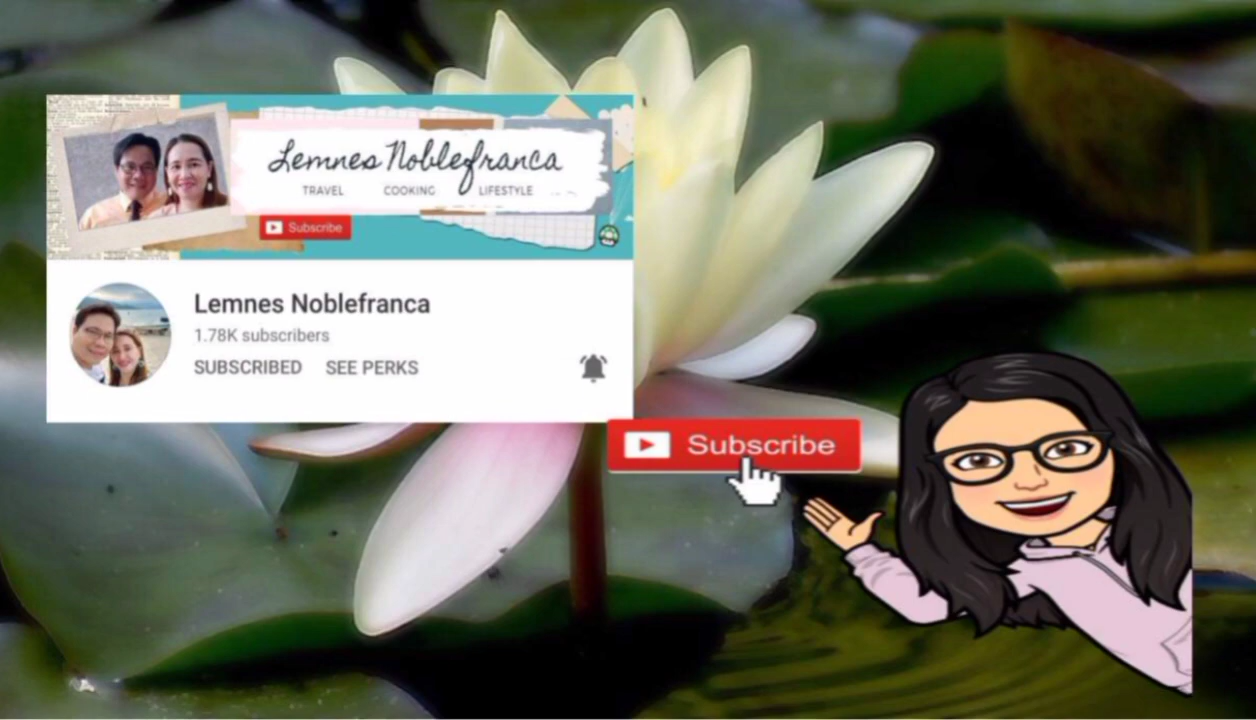 Lemnes Noblefranca
TRAVEL COOKING LIFESTYLE
Subscribe
Lemnes Noblefranca
1.78K subscribers
SUBSCRIBED SEE PERKS
Subscribe